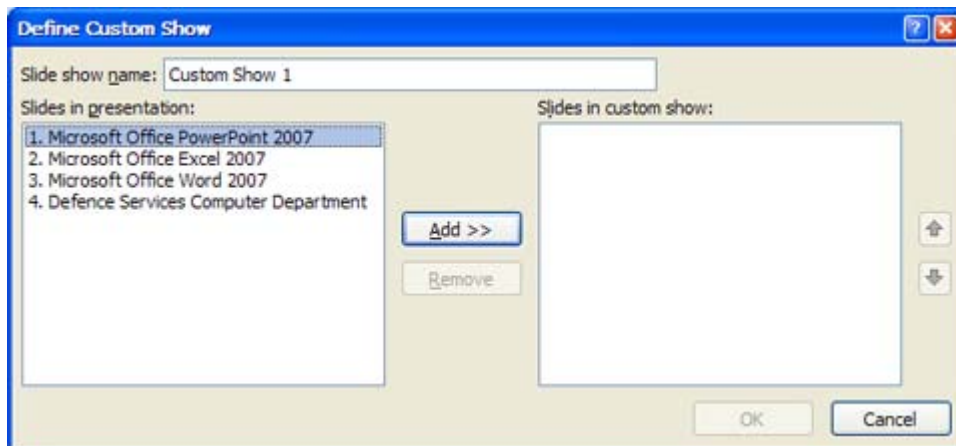 Define Custom Show
Slide show name: Custom Show 1
Slides in presentation:
Slides in custom show:
1. Microsoft Office PowerPoint 2007
2. Microsoft Office Excel 2007
3. Microsoft Office Word 2007
4. Defence Services Computer Department
Add >>
Remove
OK
Cancel